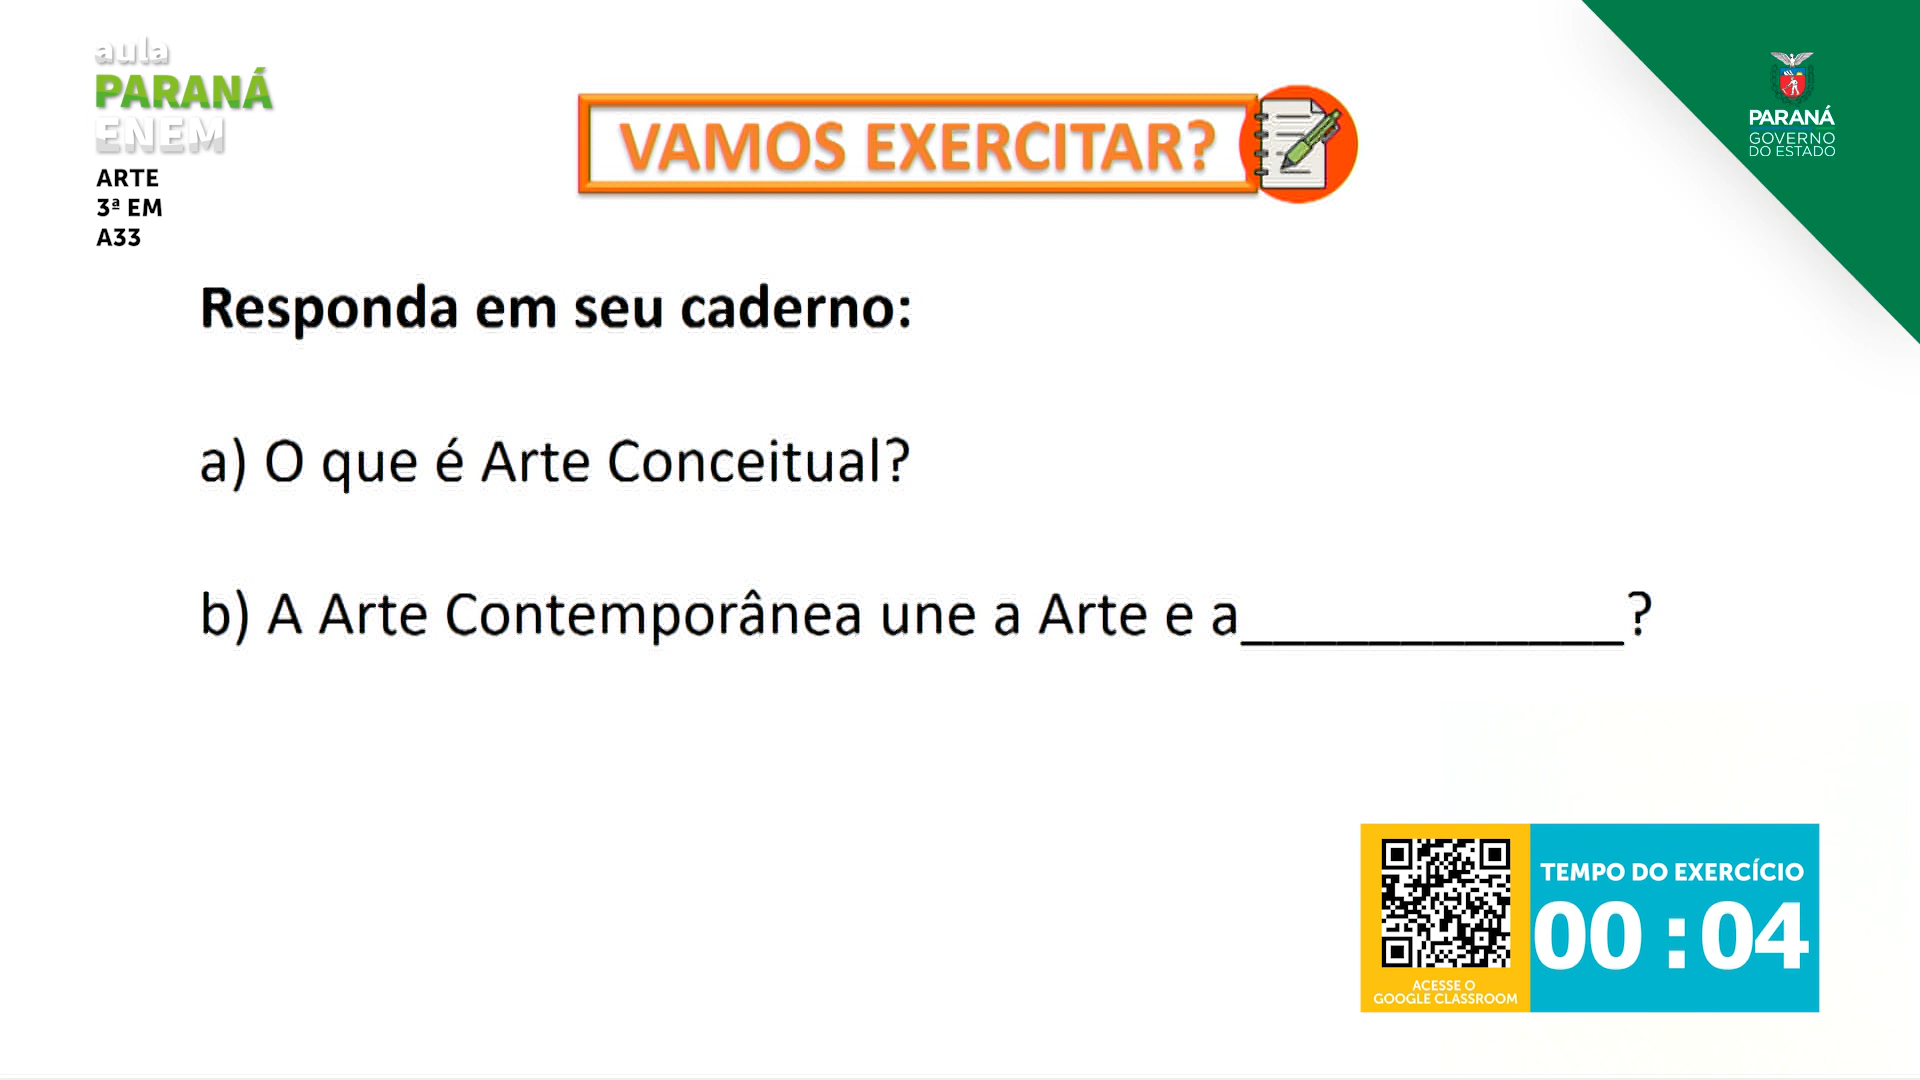 aula
PARANÁ
ENEM
ARTE
3ª EM
A33
VAMOS EXERCITAR?
PARANÁ
GOVERNO
DO ESTADO
Responda em seu caderno:
a) O que é Arte Conceitual?
b) A Arte Contemporânea une a Arte e a____________?
ACESSE O
GOOGLE CLASSROOM
TEMPO DO EXERCÍCIO
00:04